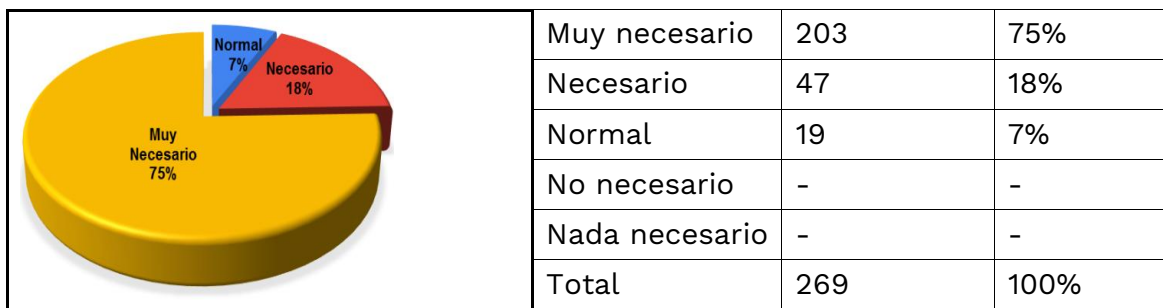 Normal
7%
Necesario
18%
Muy
Necesario
75%
Muy necesario 203 75%
Necesario 47 18%
Normal 19 7%
No necesario - -
Nada necesario - -
Total 269 100%